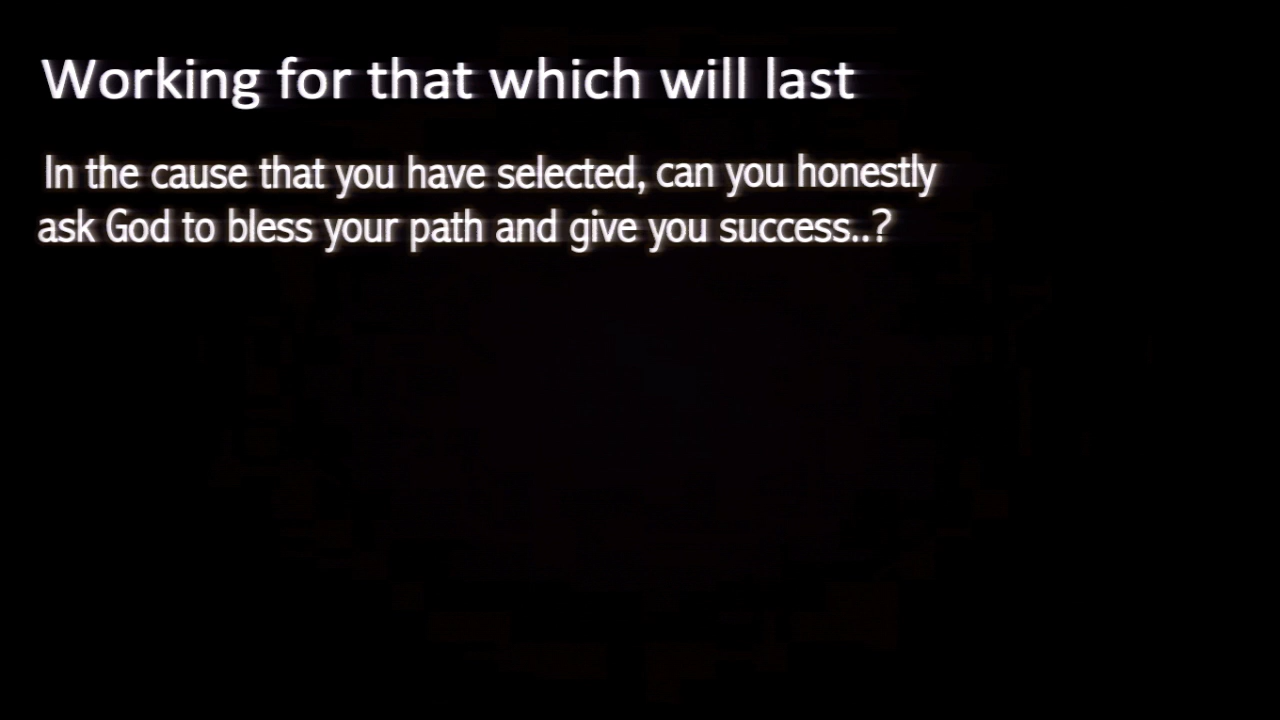 Working for that which will last
In the cause that you have selected, can you honestly
ask God to bless your path and give you success..?